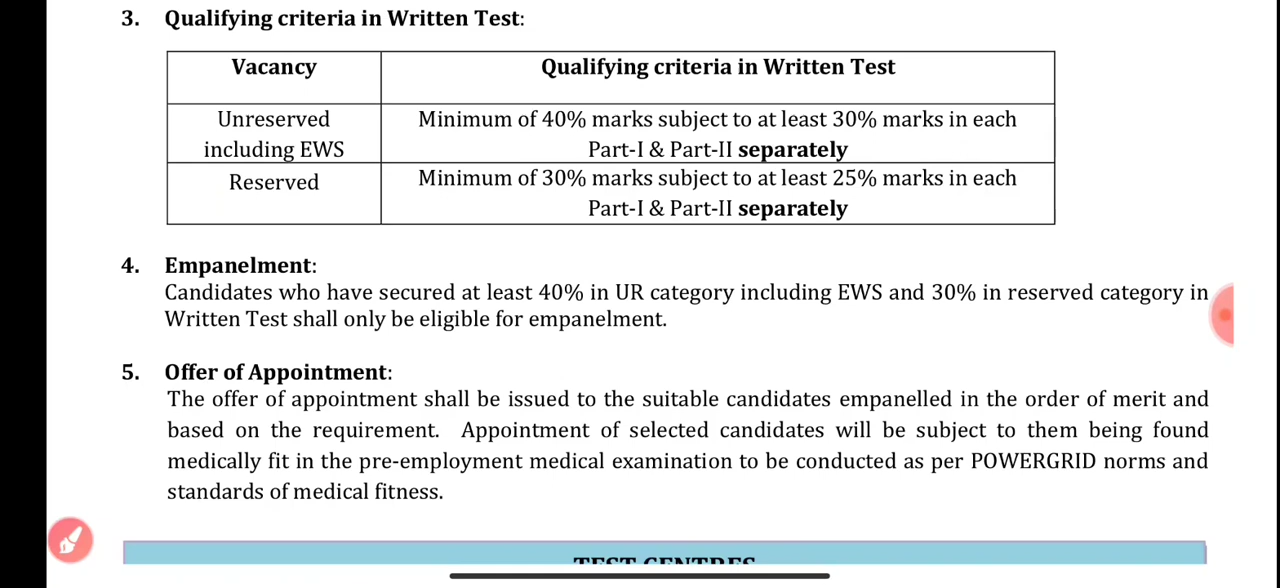 3. Qualifying criteria in Written Test:
Vacancy Qualifying criteria in Written Test
Unreserved including EWS Minimum of 40% marks subject to at least 30% marks in each
Part-I & Part-II separately
Reserved Minimum of 30% marks subject to at least 25% marks in each
Part-I & Part-II separately
4. Empanelment:
Candidates who have secured at least 40% in UR category including EWS and 30% in reserved category in
Written Test shall only be eligible for empanelment.
5. Offer of Appointment:
The offer of appointment shall be issued to the suitable candidates empanelled in the order of merit and
based on the requirement. Appointment of selected candidates will be subject to them being found
medically fit in the pre-employment medical examination to be conducted as per POWERGRID norms and
standards of medical fitness.
TEST CENTRES